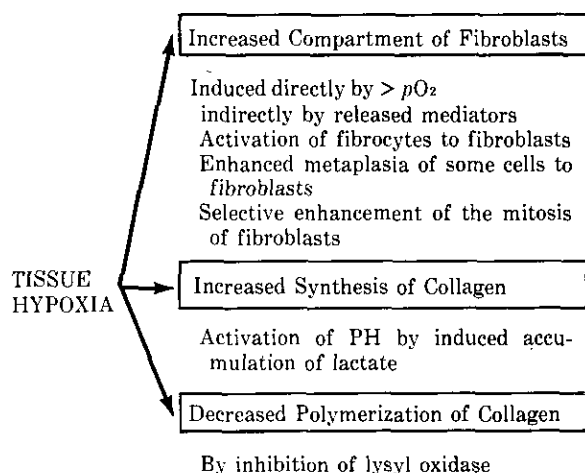 Increased Compartment of Fibroblasts
Induced directly by > pO2
indirectly by released mediators
Activation of fibrocytes to fibroblasts
Enhanced metaplasia of some cells to
fibroblasts
Selective enhancement of the mitosis
of fibroblasts
TISSUE
HYPOXIA
Increased Synthesis of Collagen
Activation of PH by induced accu-
mulation of lactate
Decreased Polymerization of Collagen
By inhibition of lysyl oxidase